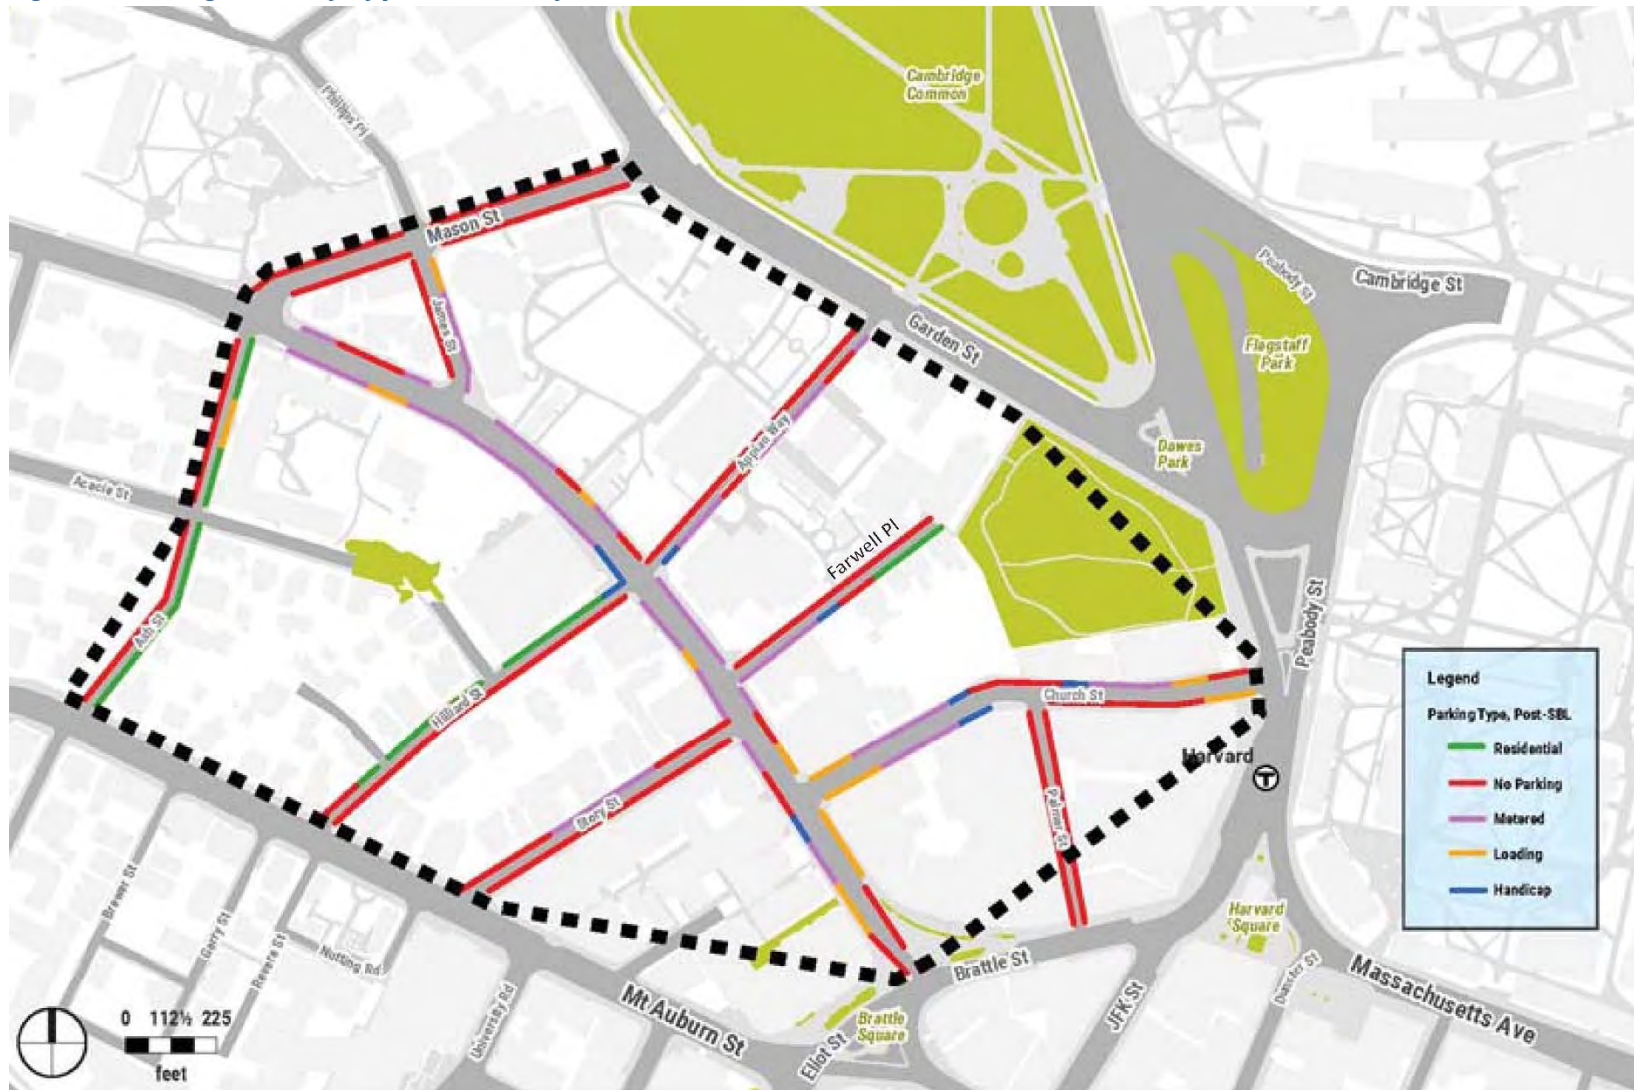 Cambridge
Common
Phillips Pl
Mason St
James St
Garden St
Peabody St
Cambridge St
Flagstaff
Park
Dawes
Park
Appian Way
Acacia St
Farwell Pl
Ash St
Peabody St
Hilliard St
Church St
Story St
Palmer St
Harvard
T
Legend
Parking Type, Post-SBL
Residential
No Parking
Metered
Loading
Handicap
Brewer St
Gerry St
Revere St
Nutting Rd
University Rd
Mt Auburn St
Eliot St
Brattle
Square
Brattle St
JFK St
Harvard
Square
Dunster St
Massachusetts Ave
0 112½ 225
feet